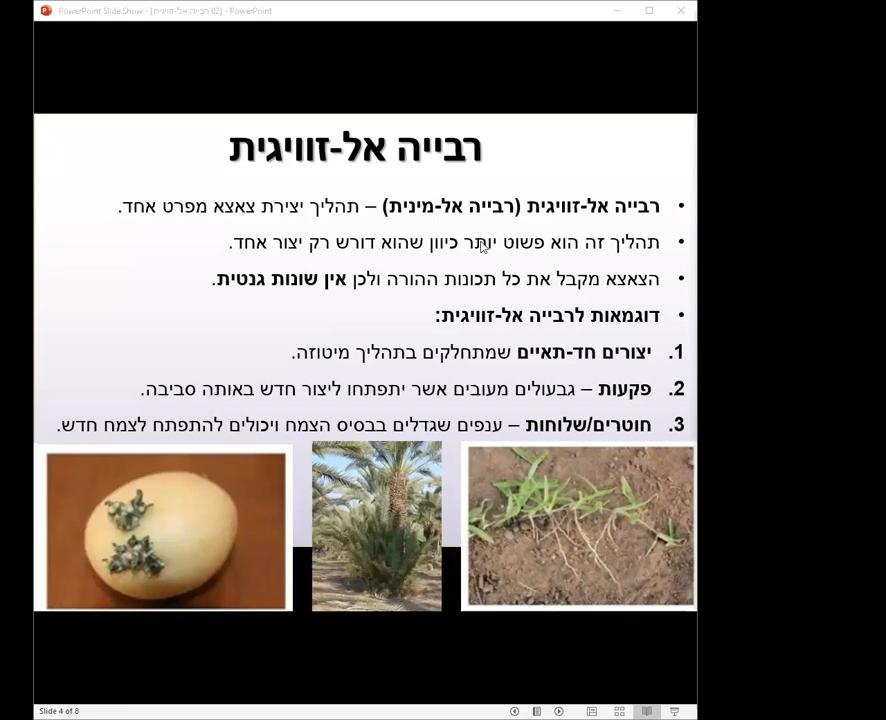 PowerPoint Slide Show - [02 רבייה אל-זוויגית] - PowerPoint
רבייה אל-זוויגית
• רבייה אל-זוויגית (רבייה אל-מינית) – תהליך יצירת צאצא מפרט אחד.
• תהליך זה הוא פשוט יותר כיוון שהוא דורש רק יצור אחד.
• הצאצא מקבל את כל תכונות ההורה ולכן אין שונות גנטית.
• דוגמאות לרבייה אל-זוויגית:
1. יצורים חד-תאיים שמתחלקים בתהליך מיטוזה.
2. פקעות – גבעולים מעובים אשר יתפתחו ליצור חדש באותה סביבה.
3. חוטרים/שלוחות – ענפים שגדלים בבסיס הצמח ויכולים להתפתח לצמח חדש.
Slide 4 of 8